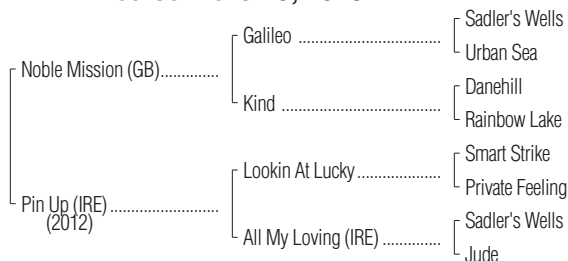 Sadler's Wells
Galileo ....................................
Urban Sea
Noble Mission (GB)..............
Danehill
Kind ........................................
Rainbow Lake
Smart Strike
Lookin At Lucky.....................
Private Feeling
Pin Up (IRE) ..........................
(2012)
Sadler's Wells
All My Loving (IRE) ...............
Jude